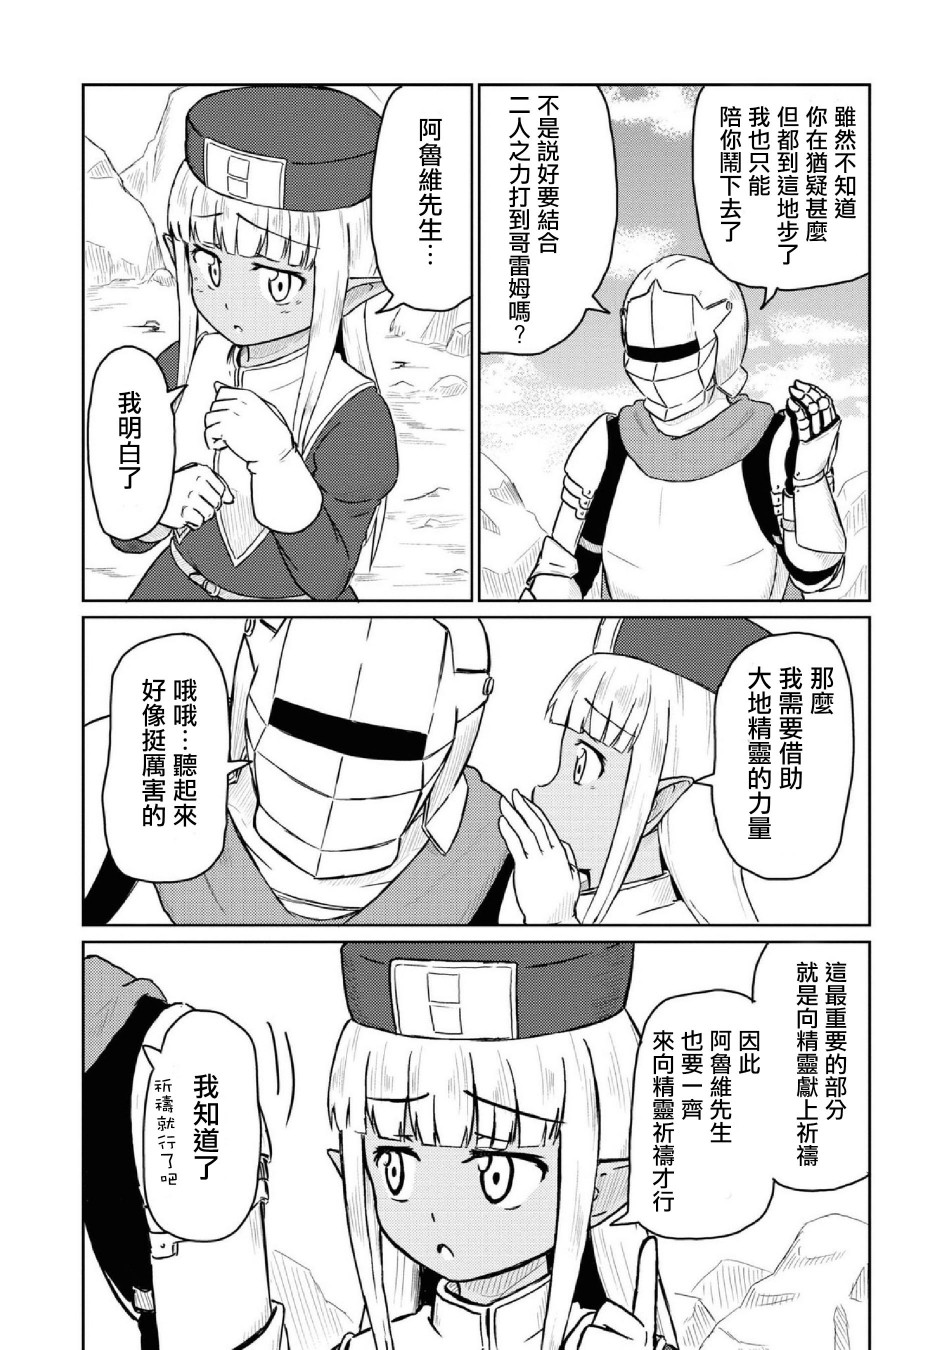 雖然不知道
你在猶疑甚麼
但都到這地步了
我也只能
陪你鬧下去了
不是説好要結合
二人之力打到哥雷姆嗎？
阿魯維先生…
我明白了
那麼
我需要借助
大地精靈的力量
哦哦…聽起來
好像挺厲害的
這最重要的部分
就是向精靈獻上祈禱
因此
阿魯維先生
也要一齊
來向精靈祈禱才行
我知道了
祈禱就行了吧